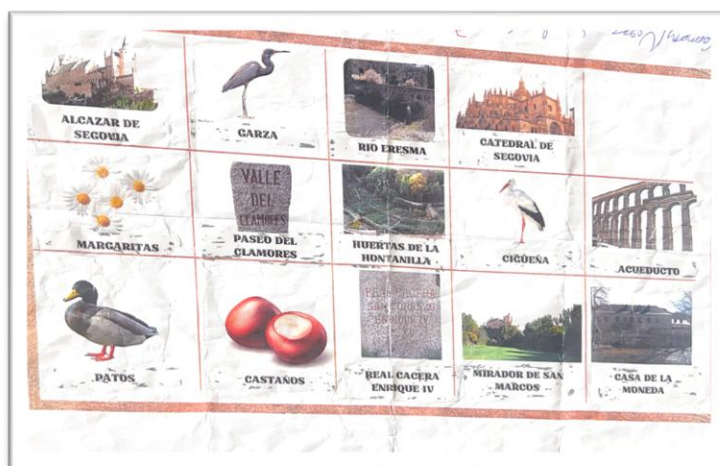 ALCAZAR DE
SEGOVIA
GARZA
RIO ERESMA
CATEDRAL DE
SEGOVIA
MARGARITAS
VALLE
DEL
CLAMORES
PASEO DEL
CLAMORES
HUERTAS DE LA
HONTANILLA
CIGÜEÑA
ACUEDUCTO
PATOS
CASTAÑOS
REAL CACERA
ENRIQUE IV
MIRADOR DE SAN
MARCOS
CASA DE LA
MONEDA